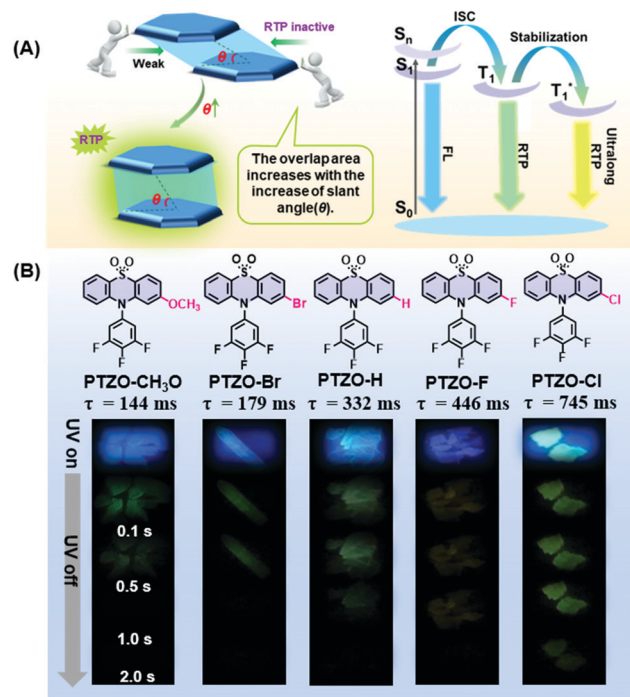 (A)
RTP inactive
Weak
θ
θ
θ↑
RTP
θ
The overlap area
increases with the
increase of slant
angle(θ).
ISC
Stabilization
Sn
S1
T1
T1*
FL
RTP
Ultralong
RTP
S0
(B)
O O
S
N
OCH3
F F
F
O O
S
N
Br
F F
F
O O
S
N
H
F F
F
O O
S
N
F
F F
F
O O
S
N
Cl
F F
F
PTZO-CH3O PTZO-Br PTZO-H PTZO-F PTZO-Cl
τ = 144 ms τ = 179 ms τ = 332 ms τ = 446 ms τ = 745 ms
UV on
UV off
0.1 s
0.5 s
1.0 s
2.0 s